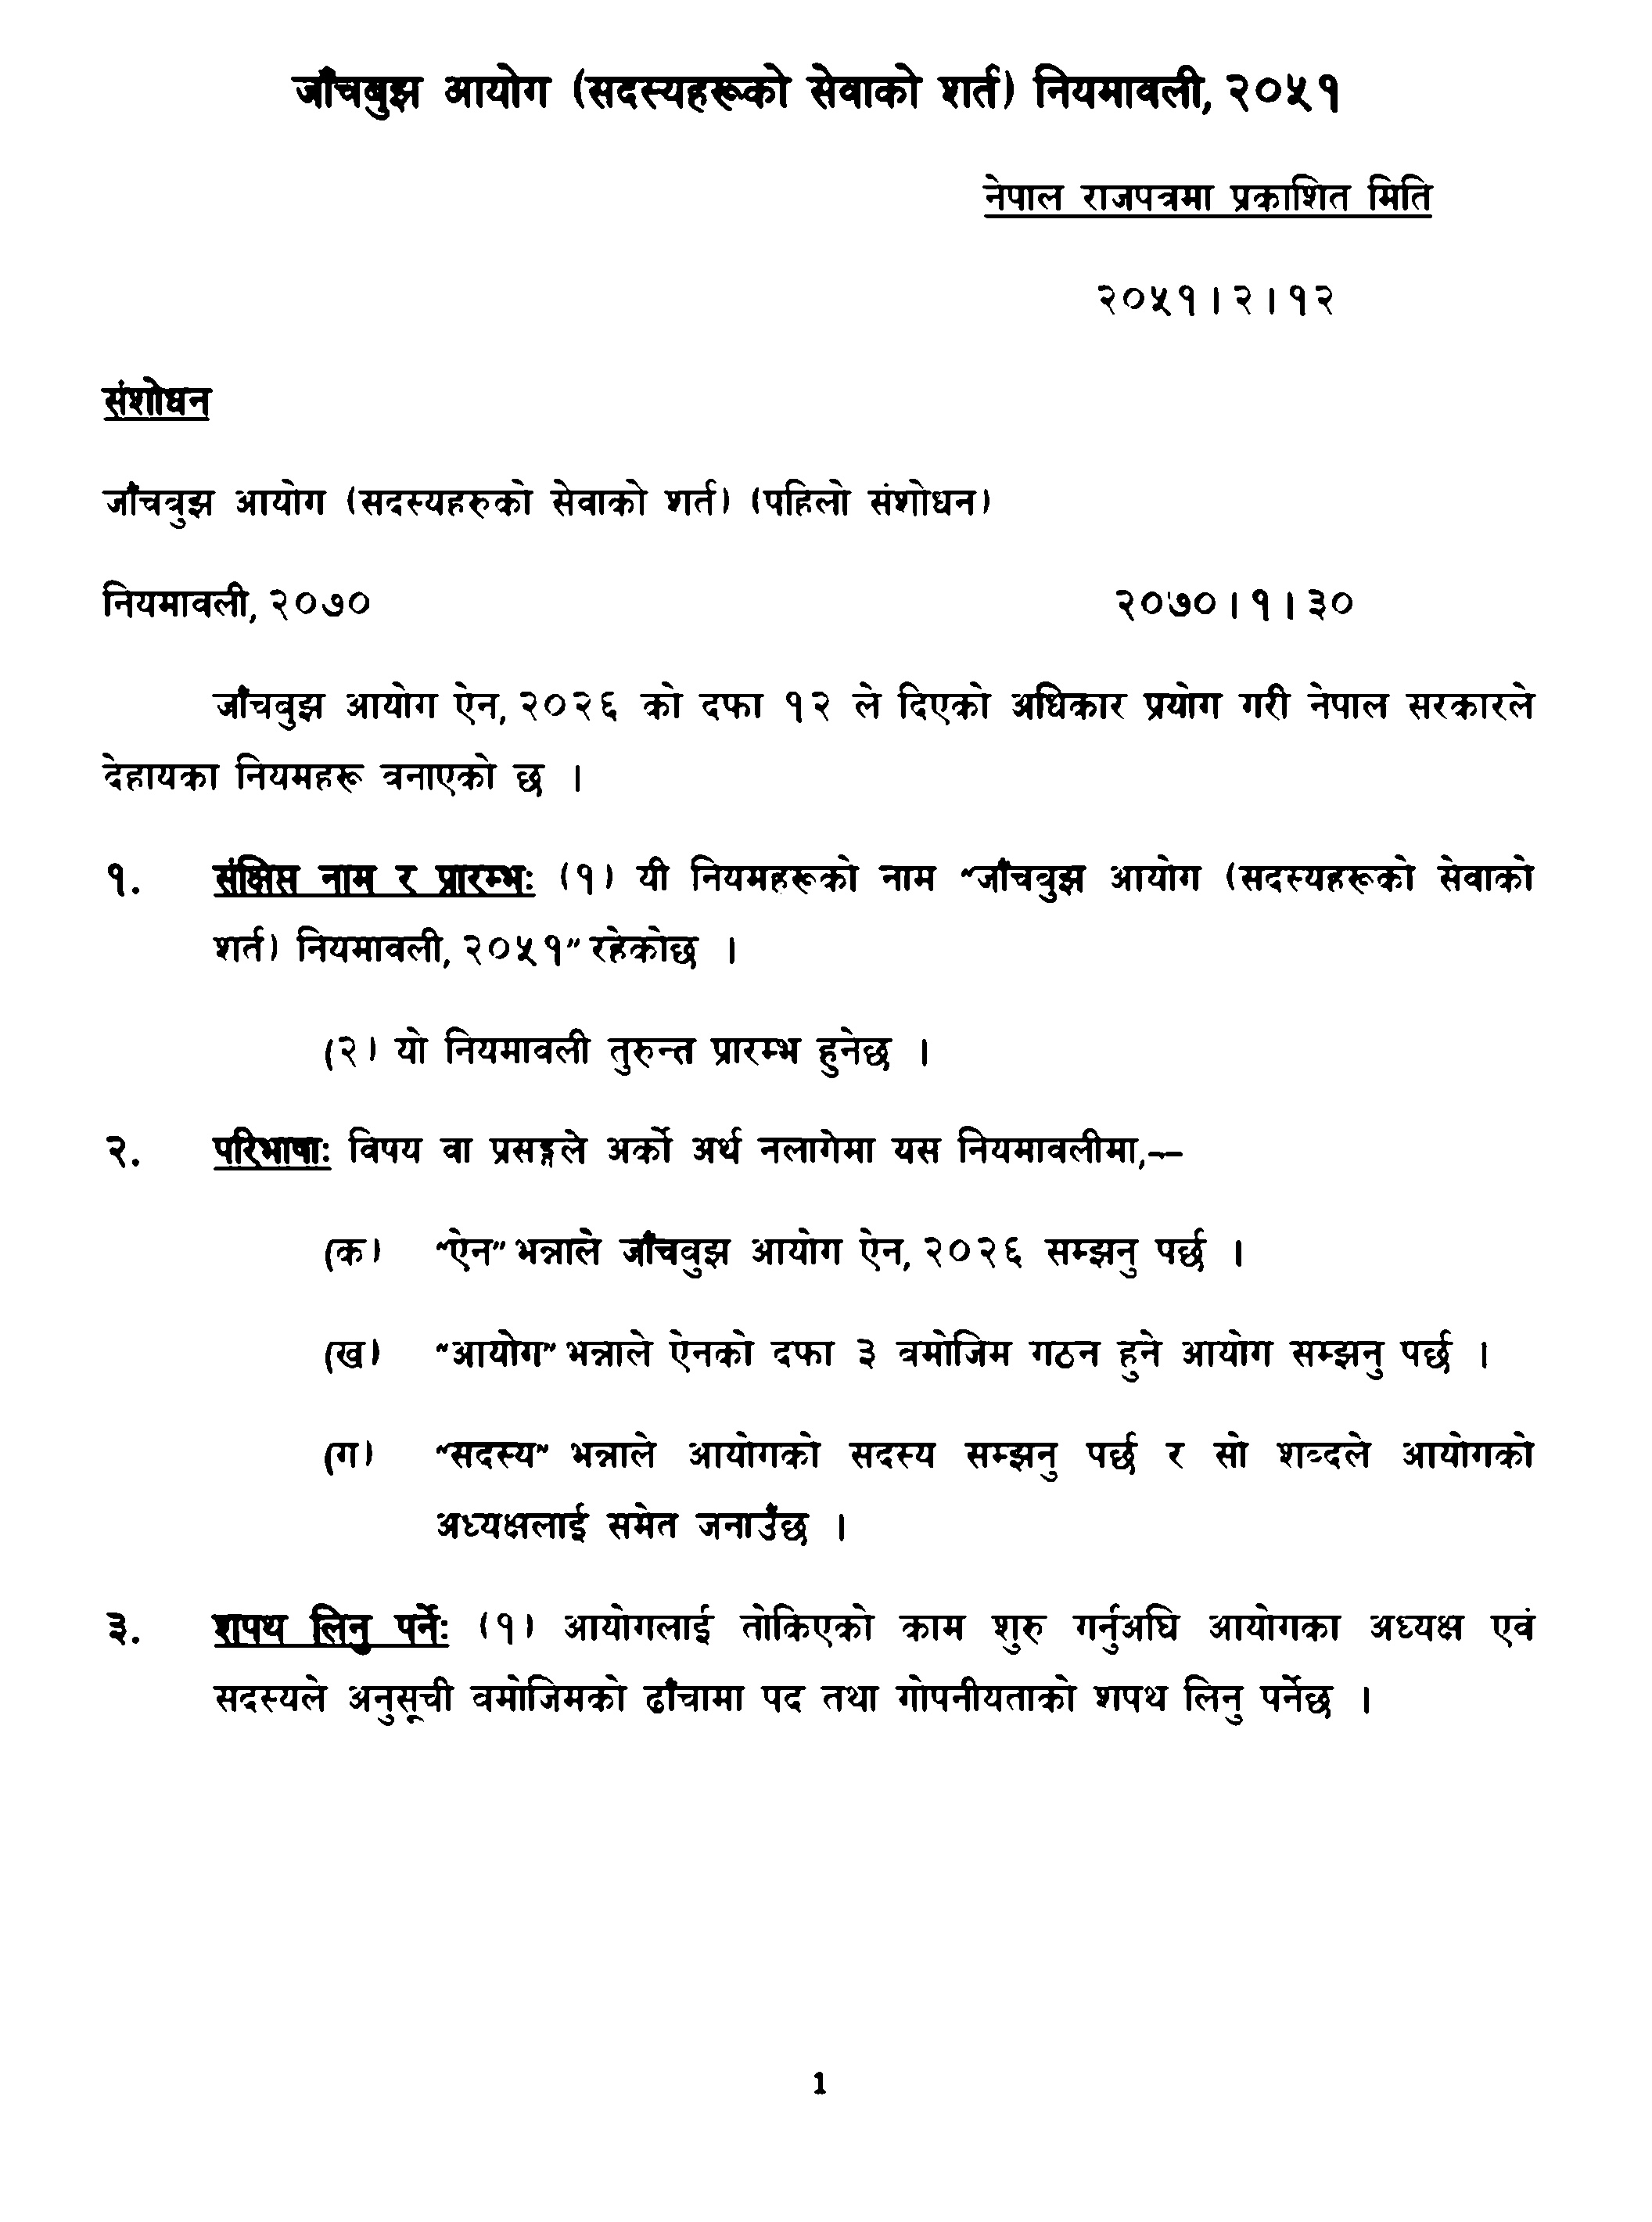 जाँचबुझ आयोग (सदस्यहरूको सेवाको शर्त) नियमावली, २०५१
नेपाल राजपत्रमा प्रकाशित मिति
२०५१।२।१२
संशोधन
जाँचबुझ आयोग (सदस्यहरुको सेवाको शर्त) (पहिलो संशोधन)
नियमावली, २०७० २०७०।१।३०
जाँचबुझ आयोग ऐन, २०२६ को दफा १२ ले दिएको अधिकार प्रयोग गरी नेपाल सरकारले
देहायका नियमहरू बनाएको छ ।
१. संक्षिप्त नाम र प्रारम्भः (१) यी नियमहरूको नाम “जाँचबुझ आयोग (सदस्यहरूको सेवाको
शर्त) नियमावली, २०५१” रहेकोछ ।
(२) यो नियमावली तुरुन्त प्रारम्भ हुनेछ ।
२. परिभाषाः विषय वा प्रसङ्गले अर्को अर्थ नलागेमा यस नियमावलीमा,––
(क) “ऐन” भन्नाले जाँचबुझ आयोग ऐन, २०२६ सम्झनु पर्छ ।
(ख) “आयोग” भन्नाले ऐनको दफा ३ बमोजिम गठन हुने आयोग सम्झनु पर्छ ।
(ग) “सदस्य” भन्नाले आयोगको सदस्य सम्झनु पर्छ र सो शब्दले आयोगको
अध्यक्षलाई समेत जनाउँछ ।
३. शपथ लिनु पर्नेः (१) आयोगलाई तोकिएको काम शुरु गर्नुअघि आयोगका अध्यक्ष एवं
सदस्यले अनुसूची बमोजिमको ढाँचामा पद तथा गोपनीयताको शपथ लिनु पर्नेछ ।
1